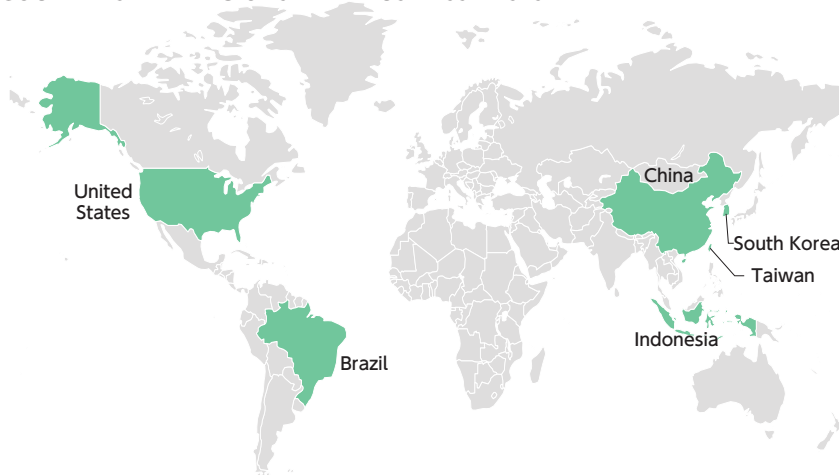 United
States
China
South Korea
Taiwan
Indonesia
Brazil